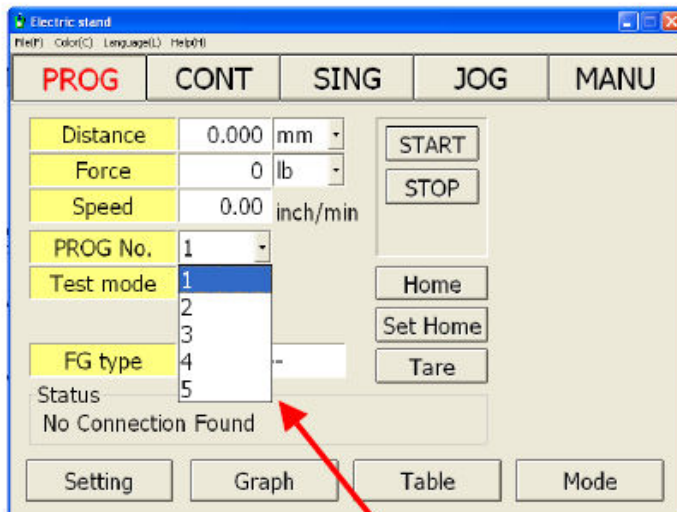 Electric stand
File(F) Color(C) Language(L) Help(H)
PROG CONT SING JOG MANU
Distance 0.000 mm
Force 0 lb
Speed 0.00 inch/min
PROG No. 1
Test mode
1
2
3
4
5
FG type --
START
STOP
Home
Set Home
Tare
Status
No Connection Found
Setting Graph Table Mode